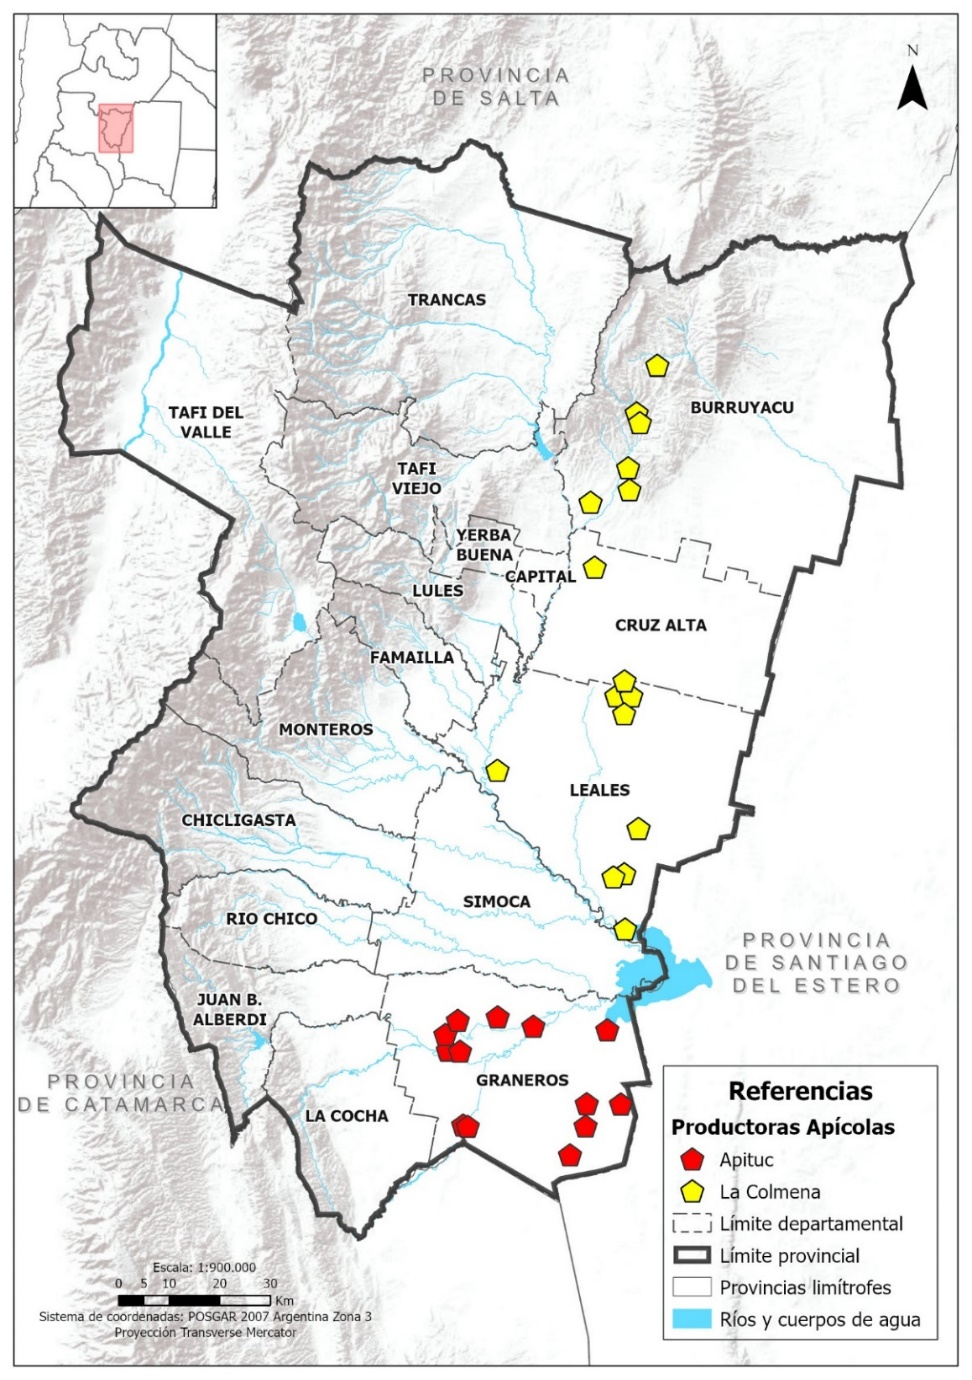 PROVINCIA
DE SALTA
N
TRANCAS
TAFI DEL
VALLE
BURRUYACU
TAFI
VIEJO
YERBA
BUENA
CAPITAL
LULES
CRUZ ALTA
FAMAILLA
MONTEROS
LEALES
CHICLIGASTA
SIMOCA
RIO CHICO
PROVINCIA
DE SANTIAGO
DEL ESTERO
JUAN B.
ALBERDI
PROVINCIA
DE CATAMARCA
GRANEROS
LA COCHA
Referencias
Productoras Apícolas
Apituc
La Colmena
Límite departamental
Límite provincial
Provincias limítrofes
Ríos y cuerpos de agua
Escala: 1:900.000
0 5 10 20 30
Km
Sistema de coordenadas: POSGAR 2007 Argentina Zona 3
Proyección Transverse Mercator